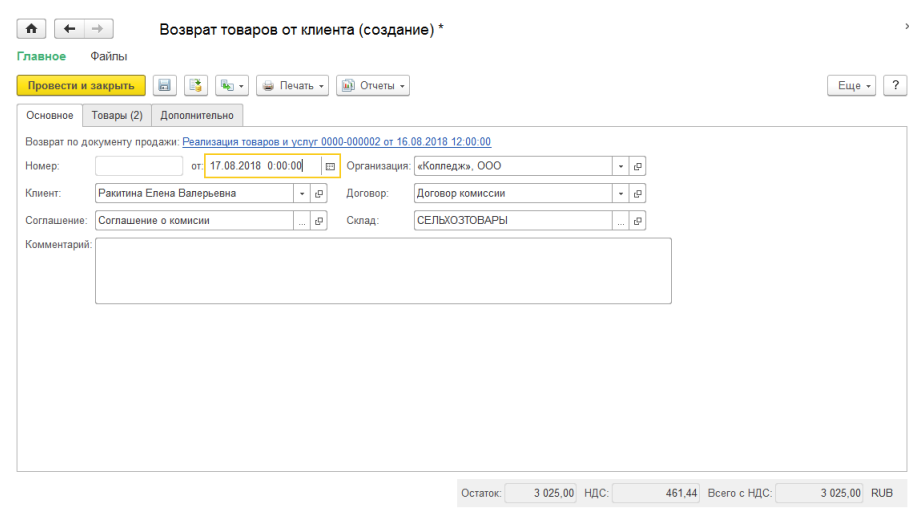 Возврат товаров от клиента (создание) *
Главное Файлы
Провести и закрыть Печать Отчеты Еще ?
Основное Товары (2) Дополнительно
Возврат по документу продажи: Реализация товаров и услуг 0000-000002 от 16.08.2018 12:00:00
Номер: от: 17.08.2018 0:00:00 Организация: «Колледж», ООО
Клиент: Ракитина Елена Валерьевна Договор: Договор комиссии
Соглашение: Соглашение о комисии ... Склад: СЕЛЬХОЗТОВАРЫ ...
Комментарий:
Остаток: 3 025,00 НДС: 461,44 Всего с НДС: 3 025,00 RUB